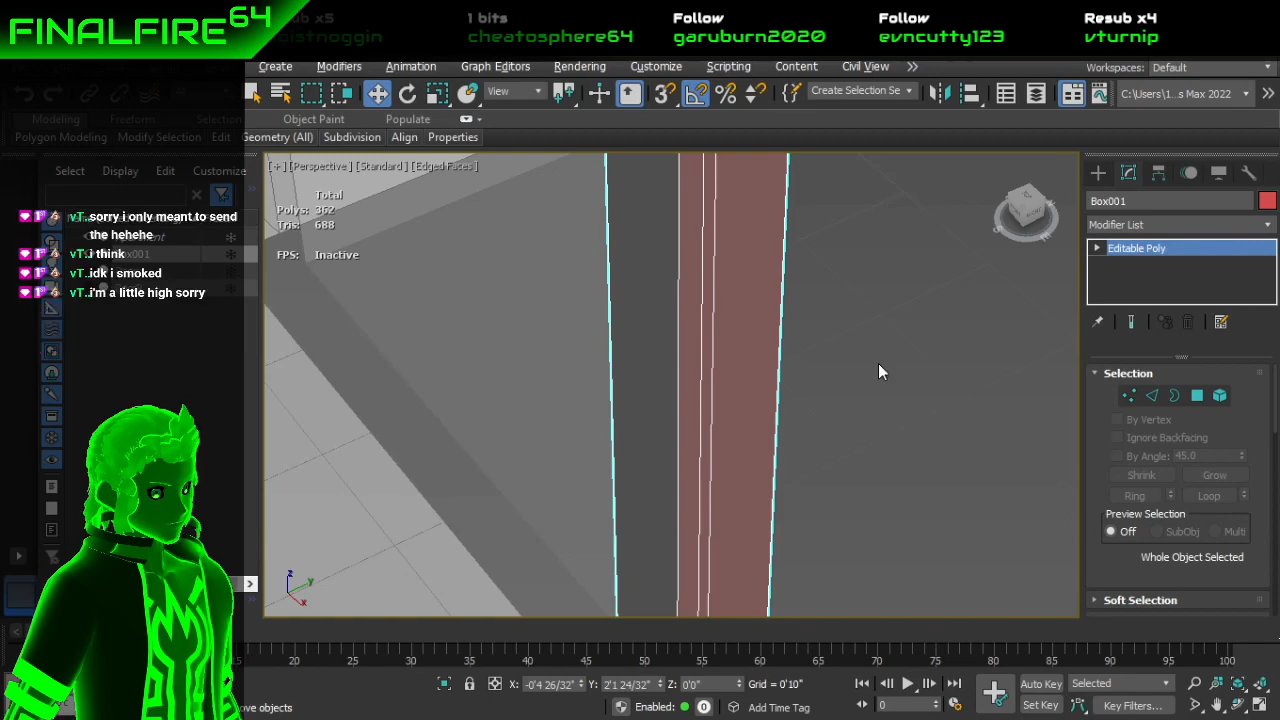 FINALFIRE64
sub x5
oistnoggin
1 bits
cheatosphere64
Follow
garuburn2020
Follow
evncutty123
Resub x4
vturnip
Create Modifiers Animation Graph Editors Rendering Customize Scripting Content Civil View
Workspaces: Default
View
Create Selection Se
C:\Users\1...s Max 2022
Modeling
Selection
Object Paint
Populate
Polygon Modeling
Modify Selection
Edit
Geometry (All)
Subdivision
Align
Properties
Select
Display
Edit
Customize
[+] [Perspective] [Standard] [Edged Faces]
Total
Polys: 362
Tris: 688
FPS: Inactive
vT..: sorry i only meant to send
the hehehe
vT..: i think
vT..: idk i smoked
vT..: i'm a little high sorry
Box001
Modifier List
Editable Poly
Selection
By Vertex
Ignore Backfacing
By Angle: 45.0
Shrink
Grow
Ring
Loop
Preview Selection
Off
SubObj
Multi
Whole Object Selected
Soft Selection
z
y
x
15 20 25 30 35 40 45 50 55 60 65 70 75 80 85 90 95 100
X: -0'4 26/32"
Y: 2'1 24/32"
Z: 0'0"
Grid = 0'10"
Auto Key
Selected
ove objects
Enabled:
0
Add Time Tag
0
Set Key
Key Filters...